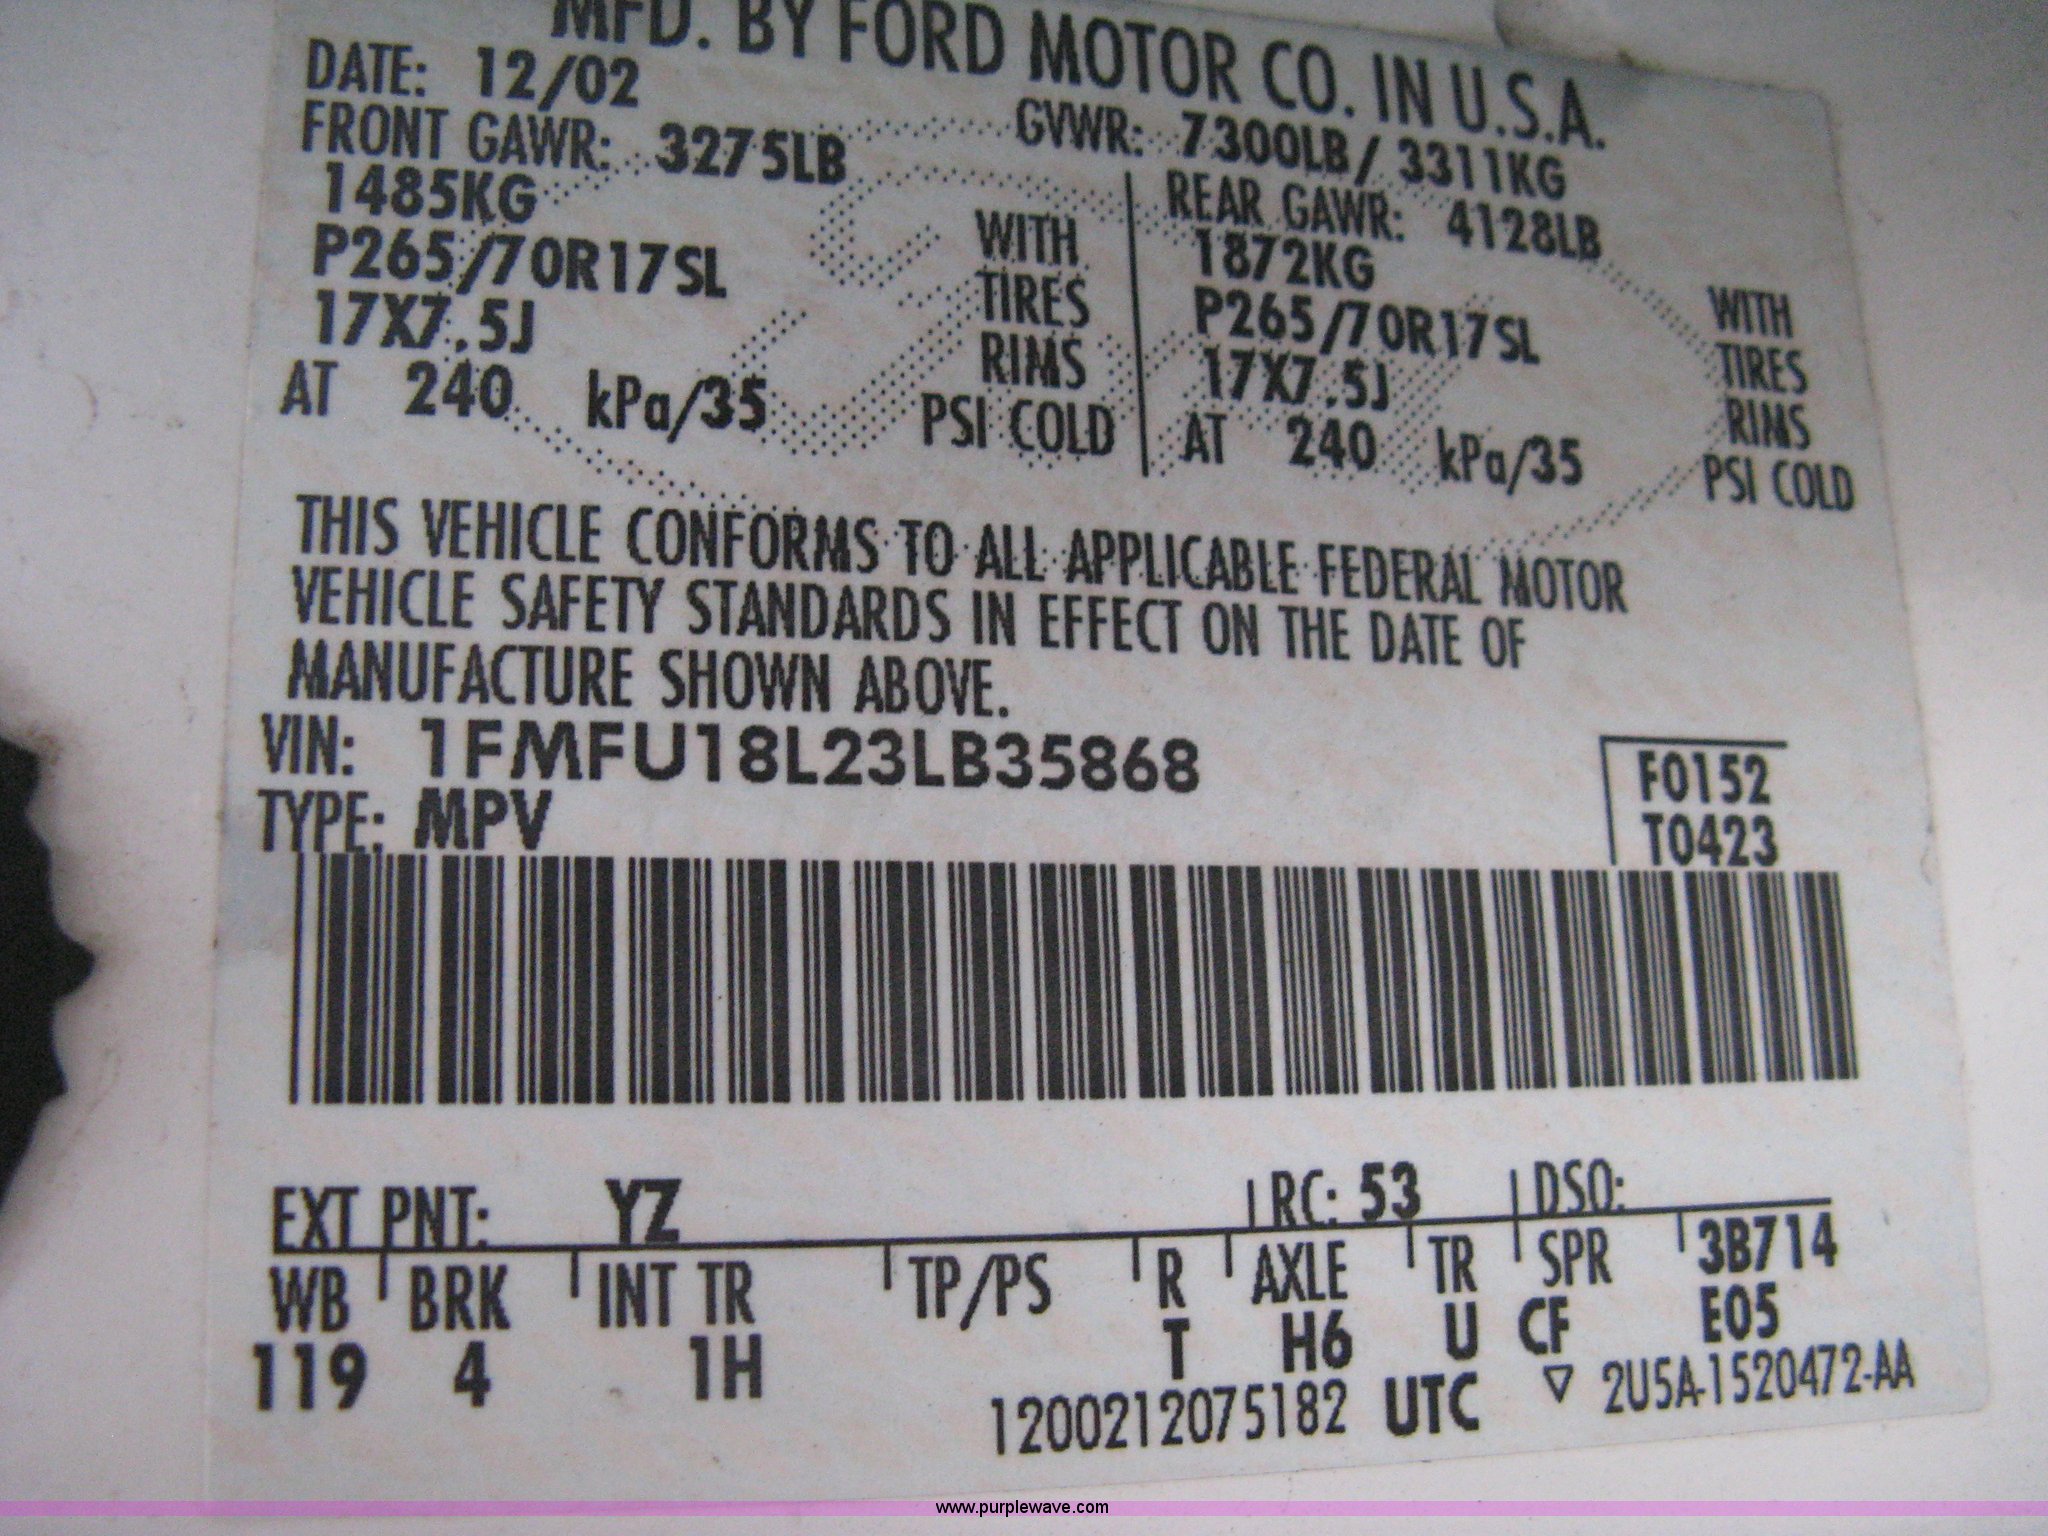 MFD. BY FORD MOTOR CO. IN U.S.A.
DATE: 12/02
GVWR: 7300LB/ 3311KG
FRONT GAWR: 3275LB
1485KG
P265/70R17SL
17X7.5J
AT 240 kPa/35
WITH
TIRES
RIMS
PSI COLD
REAR GAWR: 4128LB
1872KG
P265/70R17SL
17X7.5J
AT 240 kPa/35
WITH
TIRES
RIMS
PSI COLD
THIS VEHICLE CONFORMS TO ALL APPLICABLE FEDERAL MOTOR
VEHICLE SAFETY STANDARDS IN EFFECT ON THE DATE OF
MANUFACTURE SHOWN ABOVE.
VIN: 1FMFU18L23LB35868
TYPE: MPV
F0152
T0423
EXT PNT: YZ RC: 53 DSO:
WB BRK INT TR TP/PS R AXLE TR SPR 3B714
119 4 1H T H6 U CF E05
1200212075182 UTC ▽ 2U5A-1520472-AA
www.purplewave.com